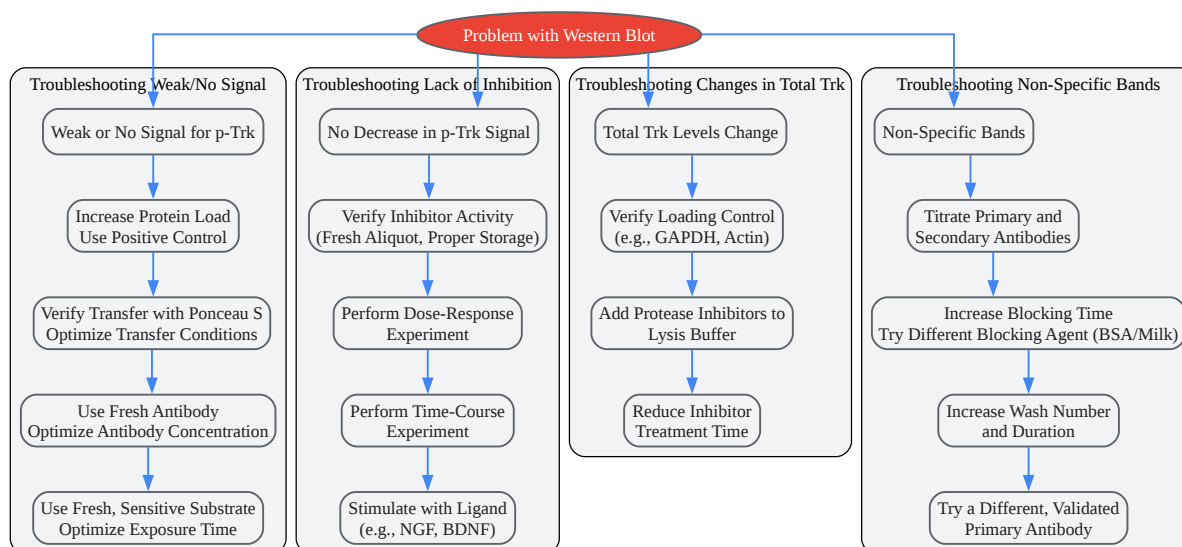 Problem with Western Blot
Troubleshooting Weak/No Signal
Weak or No Signal for p-Trk
Increase Protein Load
Use Positive Control
Verify Transfer with Ponceau S
Optimize Transfer Conditions
Use Fresh Antibody
Optimize Antibody Concentration
Use Fresh, Sensitive Substrate
Optimize Exposure Time
Troubleshooting Lack of Inhibition
No Decrease in p-Trk Signal
Verify Inhibitor Activity
(Fresh Aliquot, Proper Storage)
Perform Dose-Response
Experiment
Perform Time-Course
Experiment
Stimulate with Ligand
(e.g., NGF, BDNF)
Troubleshooting Changes in Total Trk
Total Trk Levels Change
Verify Loading Control
(e.g., GAPDH, Actin)
Add Protease Inhibitors to
Lysis Buffer
Reduce Inhibitor
Treatment Time
Troubleshooting Non-Specific Bands
Non-Specific Bands
Titrate Primary and
Secondary Antibodies
Increase Blocking Time
Try Different Blocking Agent (BSA/Milk)
Increase Wash Number
and Duration
Try a Different, Validated
Primary Antibody